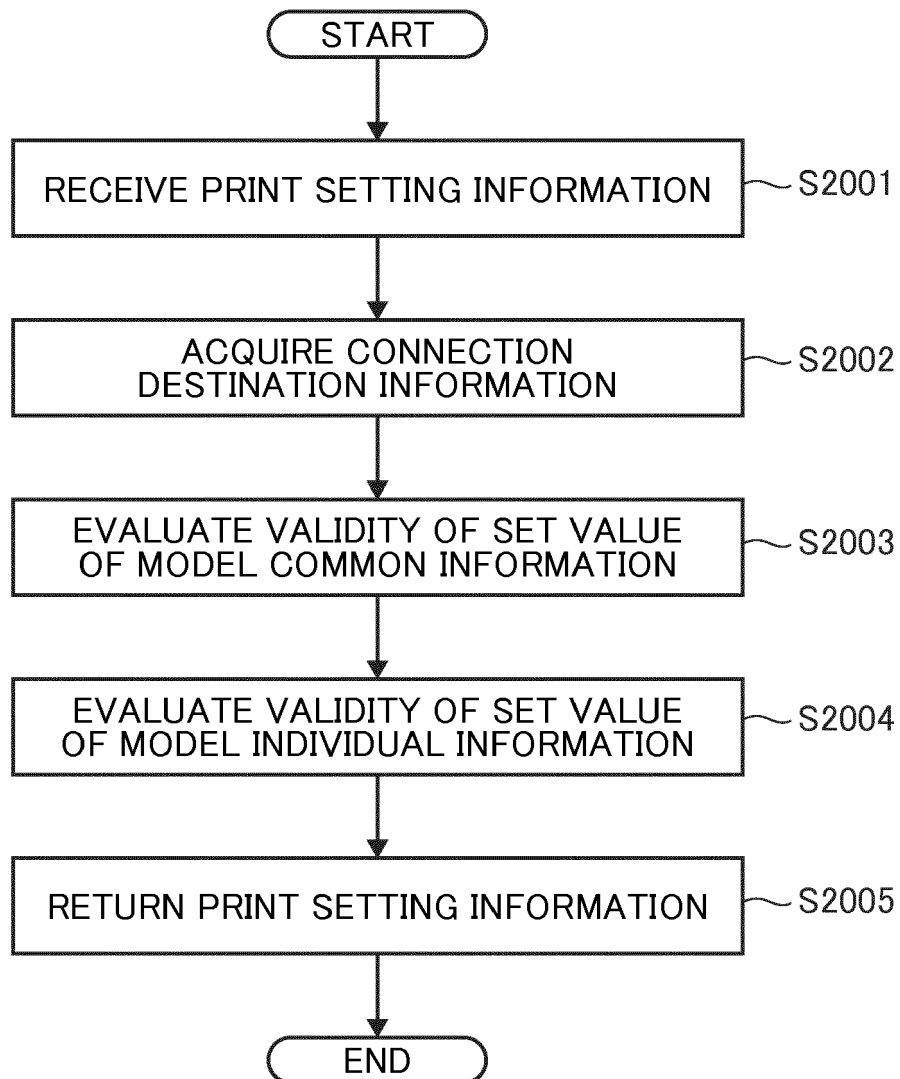 START
RECEIVE PRINT SETTING INFORMATION
S2001
ACQUIRE CONNECTION
DESTINATION INFORMATION
S2002
EVALUATE VALIDITY OF SET VALUE
OF MODEL COMMON INFORMATION
S2003
EVALUATE VALIDITY OF SET VALUE
OF MODEL INDIVIDUAL INFORMATION
S2004
RETURN PRINT SETTING INFORMATION
S2005
END